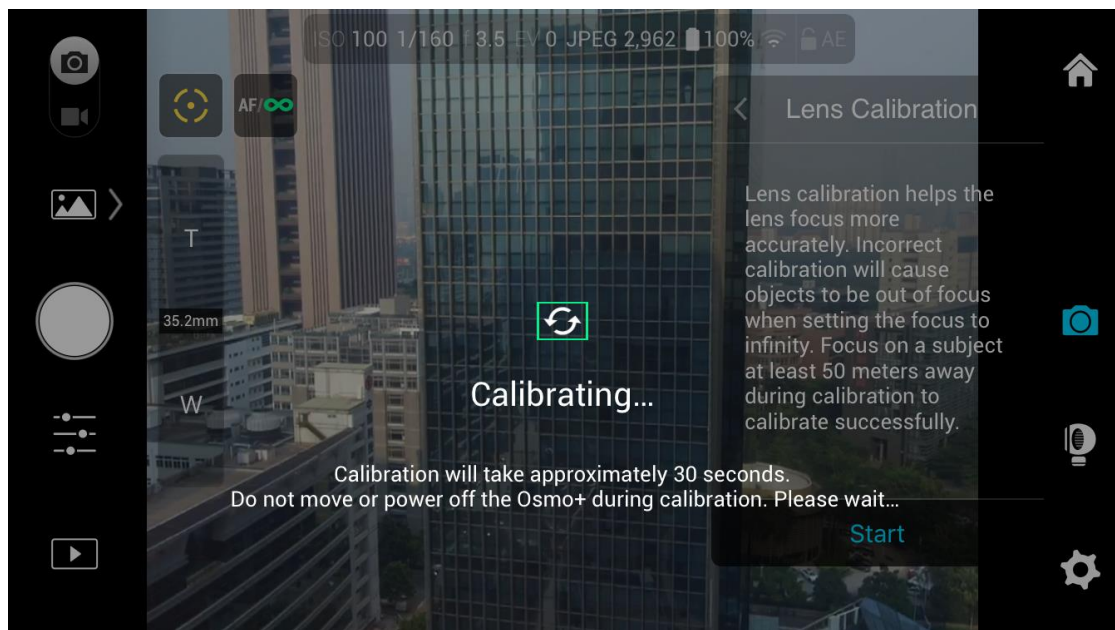 ISO 100 1/160 f 3.5 EV 0 JPEG 2,962 100% AE
AF/∞
T
35.2mm
W
Lens Calibration
Lens calibration helps the
lens focus more
accurately. Incorrect
calibration will cause
objects to be out of focus
when setting the focus to
infinity. Focus on a subject
at least 50 meters away
during calibration to
calibrate successfully.
Start
Calibrating...
Calibration will take approximately 30 seconds.
Do not move or power off the Osmo+ during calibration. Please wait...